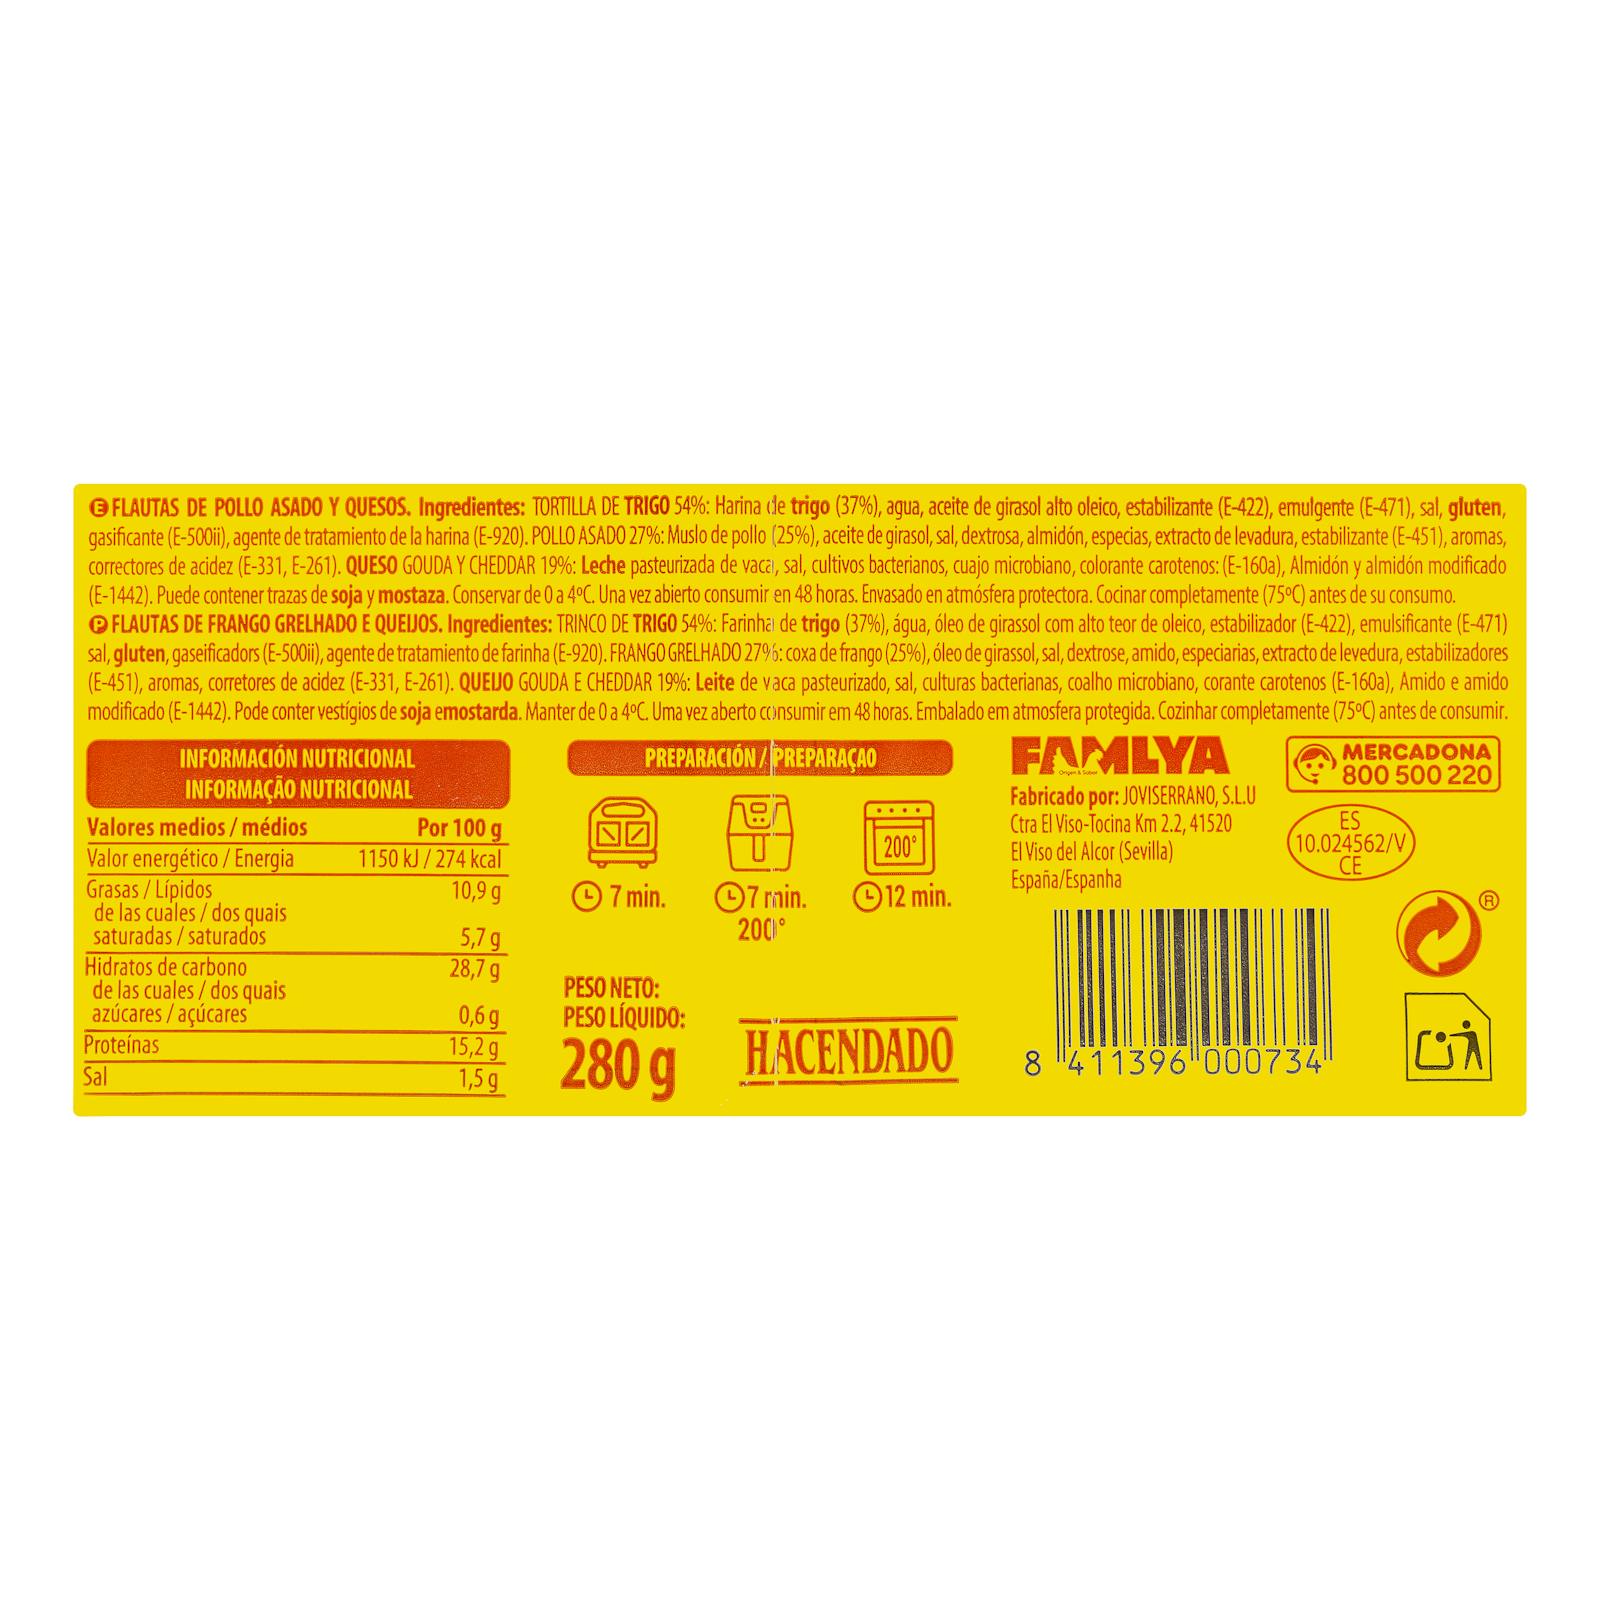 E FLAUTAS DE POLLO ASADO Y QUESOS. Ingredientes: TORTILLA DE TRIGO 54%: Harina de trigo (37%), agua, aceite de girasol alto oleico, estabilizante (E-422), emulgente (E-471), sal, gluten,
gasificante (E-500ii), agente de tratamiento de la harina (E-920). POLLO ASADO 27%: Muslo de pollo (25%), aceite de girasol, sal, dextrosa, almidón, especias, extracto de levadura, estabilizante (E-451), aromas,
correctores de acidez (E-331, E-261). QUESO GOUDA Y CHEDDAR 19%: Leche pasteurizada de vaca, sal, cultivos bacterianos, cuajo microbiano, colorante carotenos: (E-160a), Almidón y almidón modificado
(E-1442). Puede contener trazas de soja y mostaza. Conservar de 0 a 4ºC. Una vez abierto consumir en 48 horas. Envasado en atmósfera protectora. Cocinar completamente (75ºC) antes de su consumo.
P FLAUTAS DE FRANGO GRELHADO E QUEIJOS. Ingredientes: TRINCO DE TRIGO 54%: Farinha de trigo (37%), água, óleo de girassol com alto teor de oleico, estabilizador (E-422), emulsificante (E-471)
sal, gluten, gaseificadors (E-500ii), agente de tratamiento de farinha (E-920). FRANGO GRELHADO 27%: coxa de frango (25%), óleo de girassol, sal, dextrose, amido, especiarias, extracto de levedura, estabilizadores
(E-451), aromas, corretores de acidez (E-331, E-261). QUEIJO GOUDA E CHEDDAR 19%: Leite de vaca pasteurizado, sal, culturas bacterianas, coalho microbiano, corante carotenos (E-160a), Amido e amido
modificado (E-1442). Pode conter vestígios de soja emostarda. Manter de 0 a 4ºC. Uma vez aberto consumir em 48 horas. Embalado em atmosfera protegida. Cozinhar completamente (75ºC) antes de consumir.
INFORMACIÓN NUTRICIONAL
INFORMAÇÃO NUTRICIONAL
Valores medios / médios Por 100 g
Valor energético / Energia 1150 kJ / 274 kcal
Grasas / Lípidos 10,9 g
de las cuales / dos quais
saturadas / saturados 5,7 g
Hidratos de carbono 28,7 g
de las cuales / dos quais
azúcares / açúcares 0,6 g
Proteínas 15,2 g
Sal 1,5 g
PREPARACIÓN / PREPARAÇAO
200°
7 min. 7 min. 12 min.
200°
PESO NETO:
PESO LÍQUIDO:
280 g
HACENDADO
FAMLYA
Origen & Sabor
Fabricado por: JOVISERRANO, S.L.U
Ctra El Viso-Tocina Km 2.2, 41520
El Viso del Alcor (Sevilla)
España/Espanha
MERCADONA
800 500 220
ES
10.024562/V
CE
®
8 411396 000734